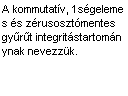 A kommutatív, 1ségeleme
s és zérusosztómentes
gyűrűt integritástartomán
ynak nevezzük.